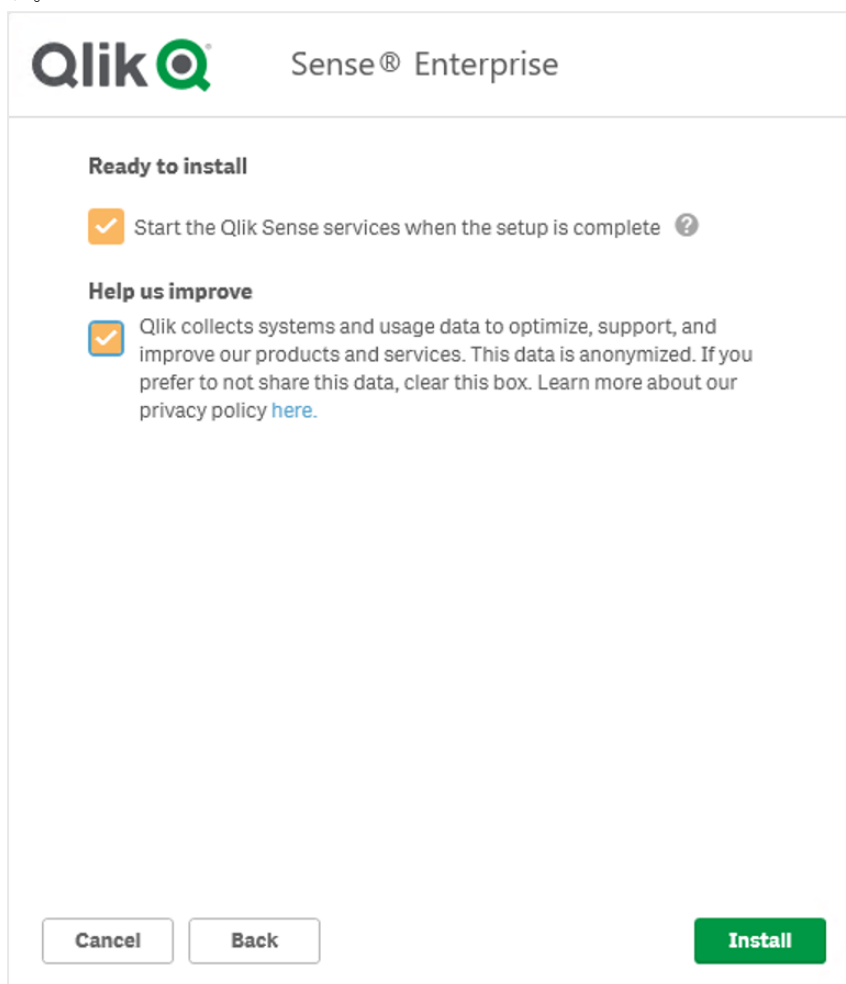 Qlik Sense® Enterprise
Ready to install
Start the Qlik Sense services when the setup is complete ?
Help us improve
Qlik collects systems and usage data to optimize, support, and
improve our products and services. This data is anonymized. If you
prefer to not share this data, clear this box. Learn more about our
privacy policy here.
Cancel Back Install